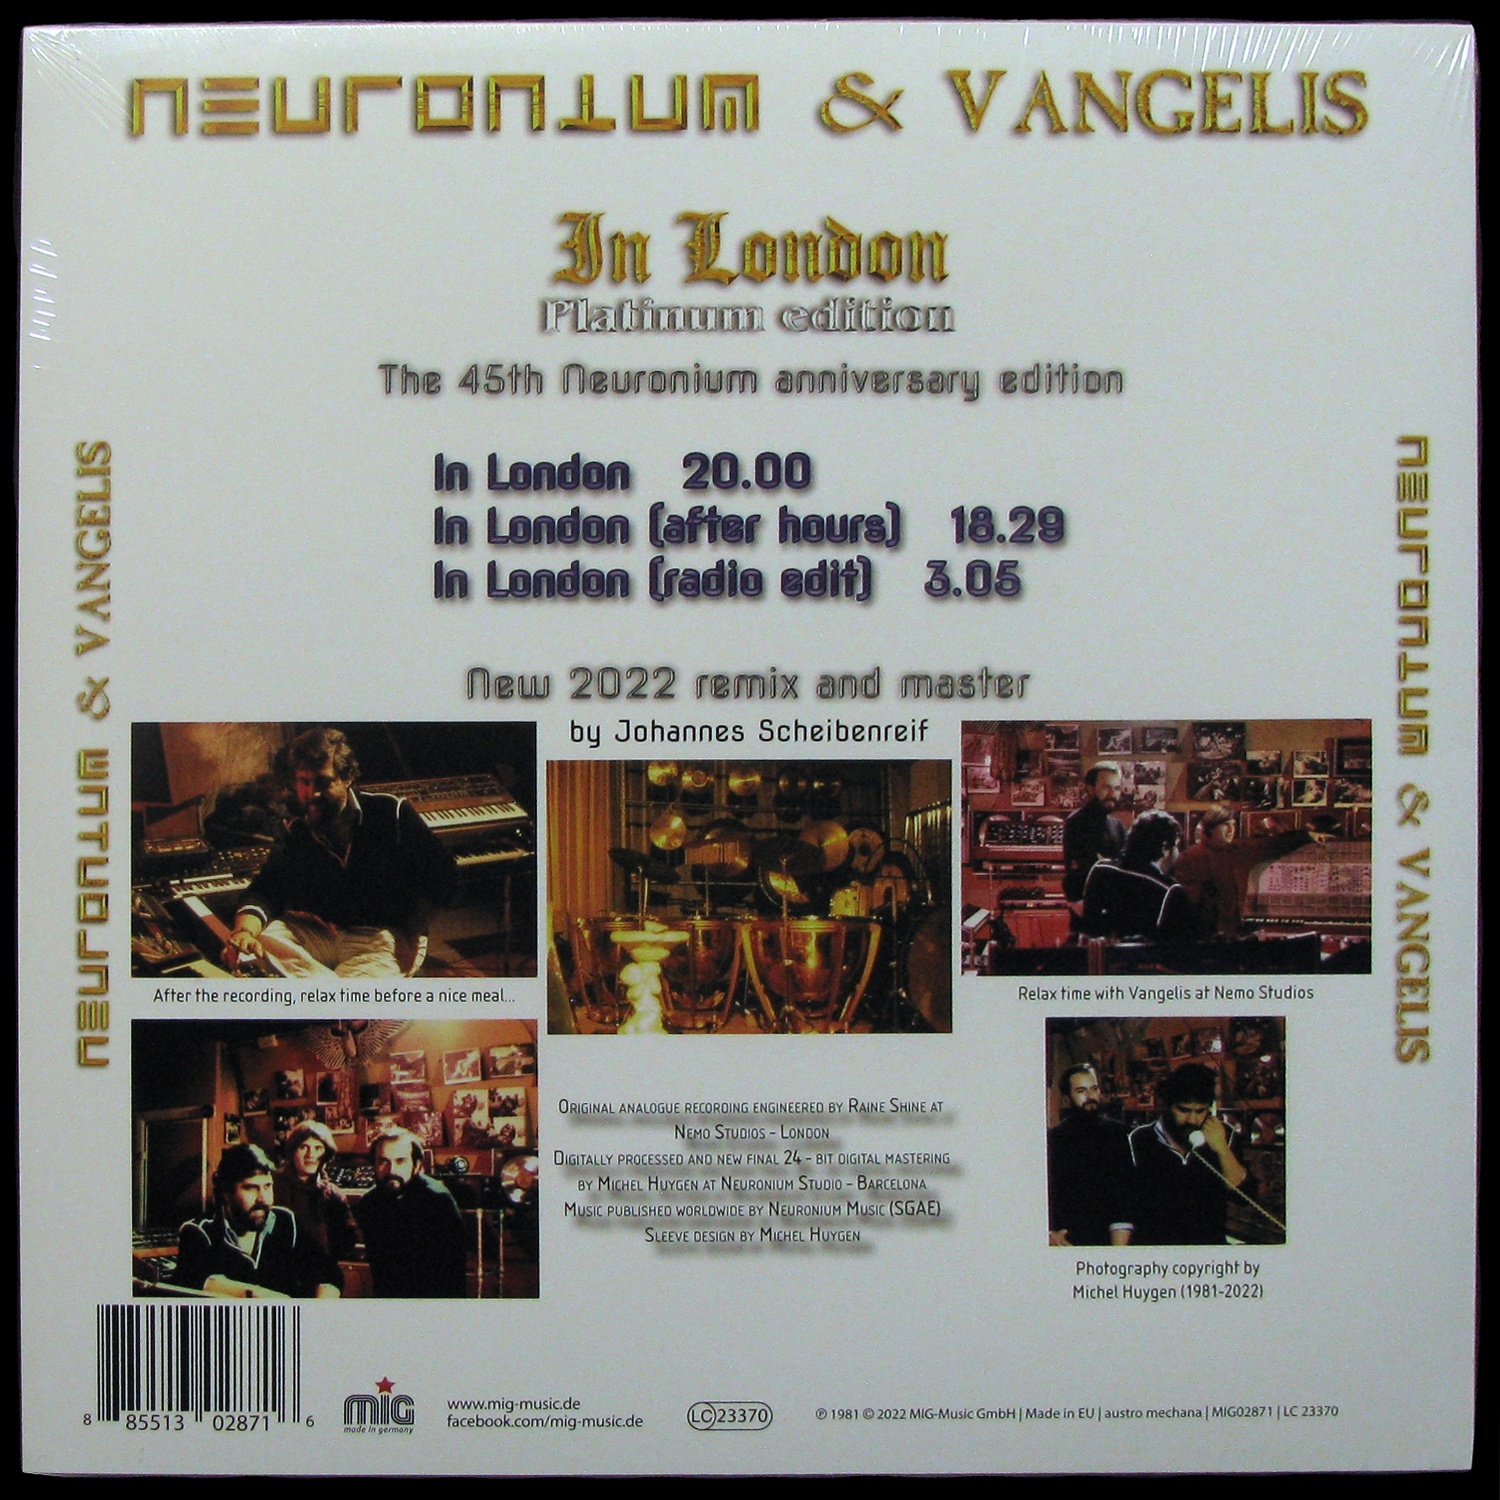 NEURONIUM & VANGELIS
In London
Platinum edition
The 45th Neuronium anniversary edition
In London 20.00
In London (after hours) 18.29
In London (radio edit) 3.05
New 2022 remix and master
by Johannes Scheibenreif
NEURONIUM & VANGELIS
NEURONIUM & VANGELIS
After the recording, relax time before a nice meal...
Relax time with Vangelis at Nemo Studios
Original analogue recording engineered by Raine Shine at
Nemo Studios - London
Digitally processed and new final 24 - bit digital mastering
by Michel Huygen at Neuronium Studio - Barcelona
Music published worldwide by Neuronium Music (SGAE)
Sleeve design by Michel Huygen
Photography copyright by
Michel Huygen (1981-2022)
8 85513 02871 6
mig
made in germany
www.mig-music.de
facebook.com/mig-music.de
LC 23370
℗ 1981 © 2022 MIG-Music GmbH | Made in EU | austro mechana | MIG02871 | LC 23370